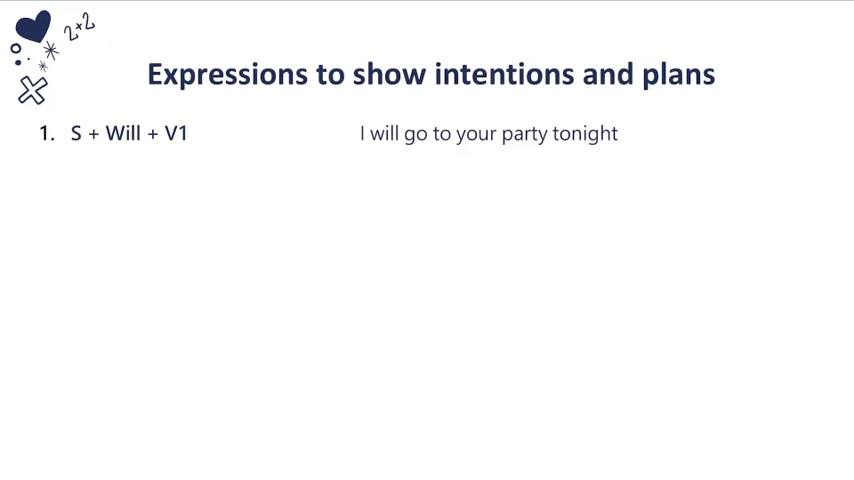 2×2
Expressions to show intentions and plans
1. S + Will + V1 I will go to your party tonight